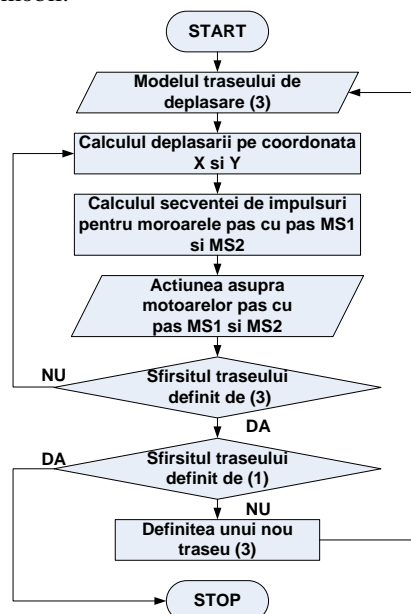 START
Modelul traseului de
deplasare (3)
Calculul deplasarii pe coordonata
X si Y
Calculul secventei de impulsuri
pentru moroarele pas cu pas MS1
si MS2
Actiunea asupra
motoarelor pas cu
pas MS1 si MS2
NU
Sfirsitul traseului
definit de (3)
DA
DA
Sfirsitul traseului
definit de (1)
NU
Definitea unui nou
traseu (3)
STOP